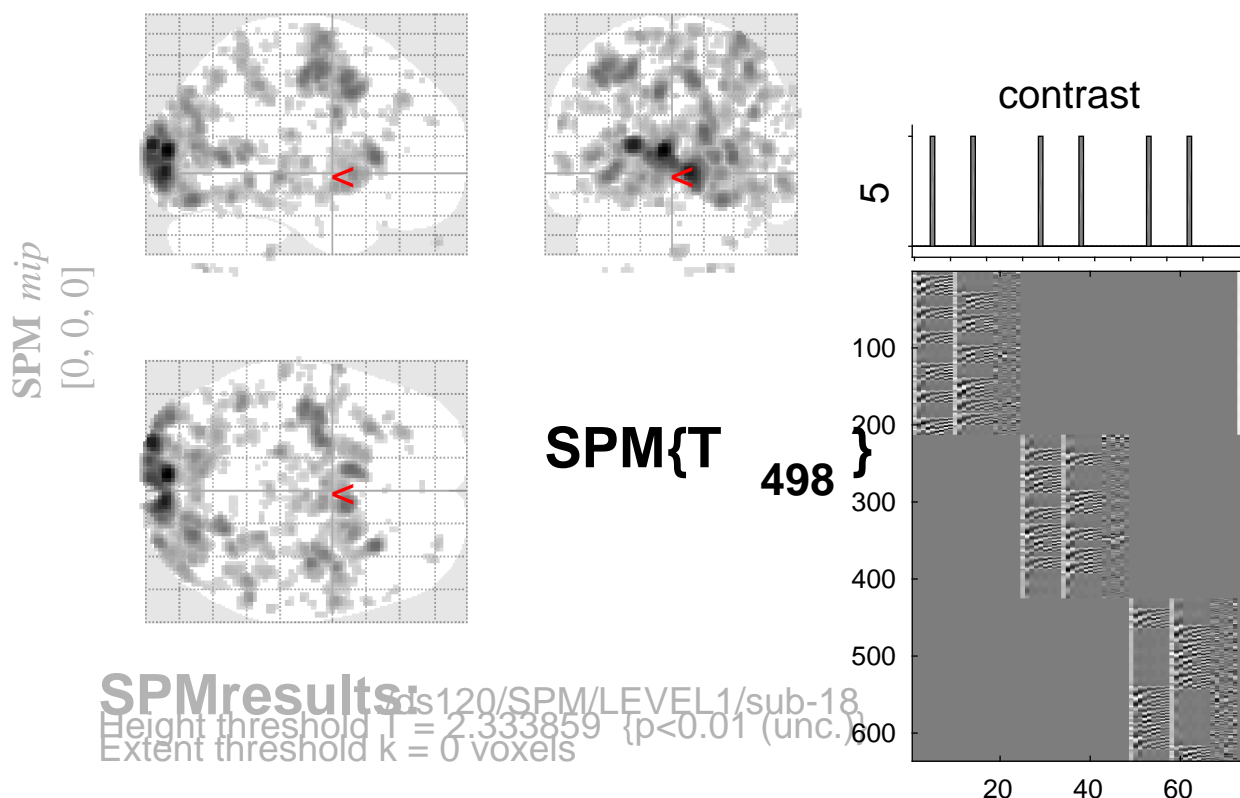 contrast
5
SPM mip
[0, 0, 0]
<
<
<
SPM{T498}
100
200
300
400
500
600
20 40 60
SPMresults: /ds120/SPM/LEVEL1/sub-18
Height threshold T = 2.333859 {p<0.01 (unc.)}
Extent threshold k = 0 voxels